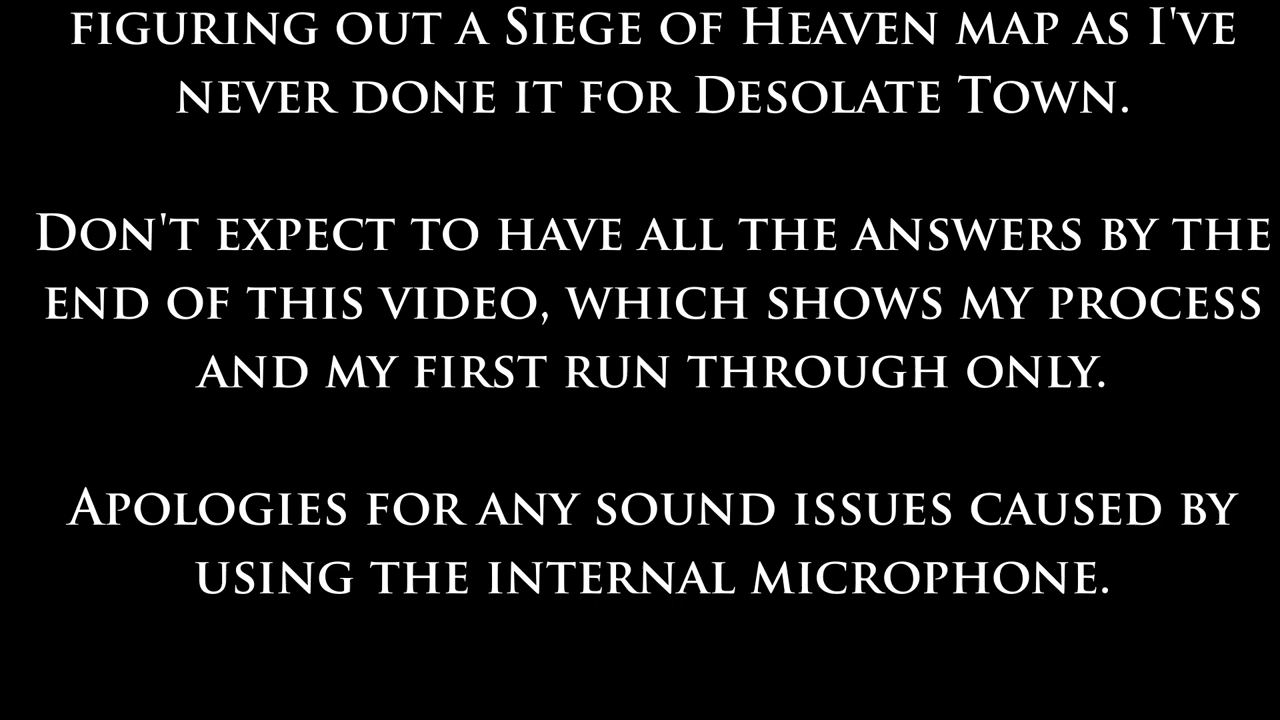 figuring out a Siege of Heaven map as I've
never done it for Desolate Town.
Don't expect to have all the answers by the
end of this video, which shows my process
and my first run through only.
Apologies for any sound issues caused by
using the internal microphone.